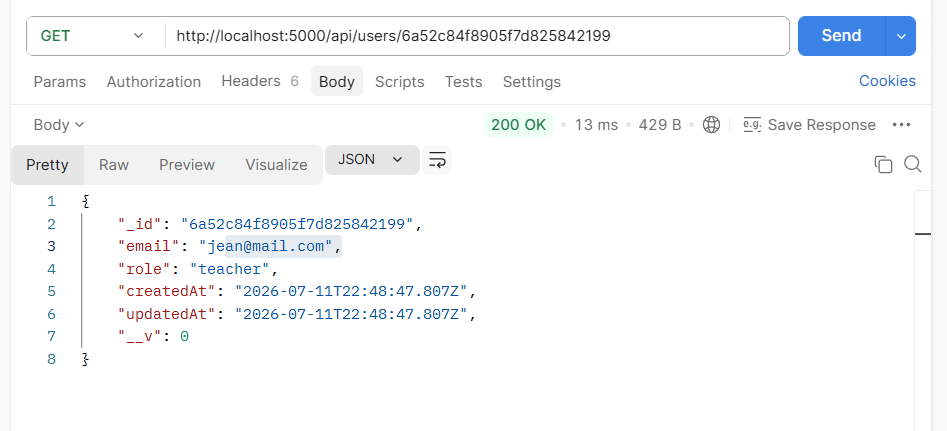 GET http://localhost:5000/api/users/6a52c84f8905f7d825842199 Send
Params Authorization Headers 6 Body Scripts Tests Settings Cookies
Body 200 OK • 13 ms • 429 B • e.g. Save Response
Pretty Raw Preview Visualize JSON
1 {
2 "_id": "6a52c84f8905f7d825842199",
3 "email": "jean@mail.com",
4 "role": "teacher",
5 "createdAt": "2026-07-11T22:48:47.807Z",
6 "updatedAt": "2026-07-11T22:48:47.807Z",
7 "__v": 0
8 }